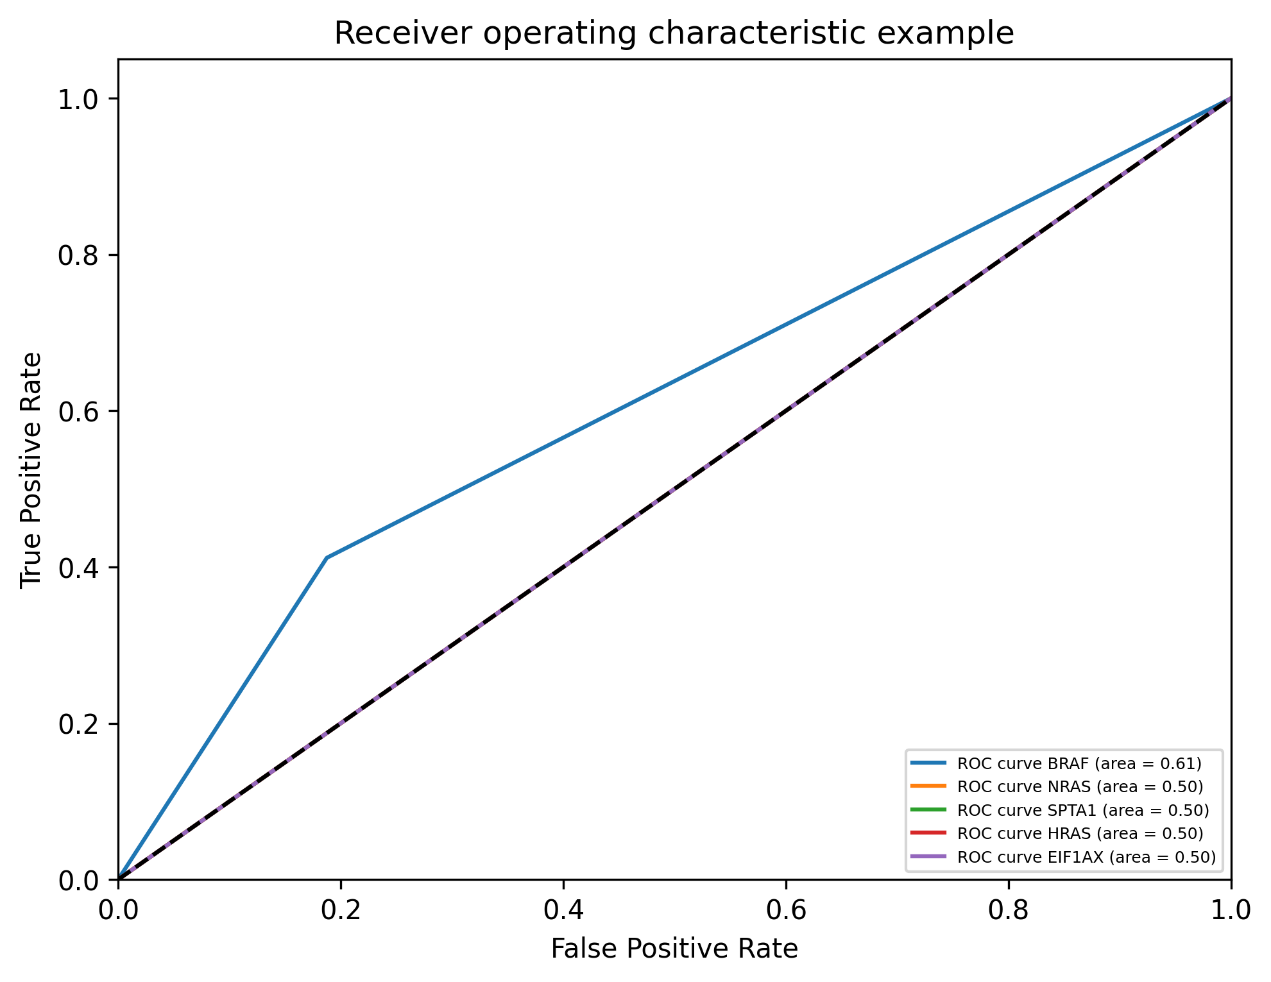 Receiver operating characteristic example
True Positive Rate
1.0
0.8
0.6
0.4
0.2
0.0
ROC curve BRAF (area = 0.61)
ROC curve NRAS (area = 0.50)
ROC curve SPTA1 (area = 0.50)
ROC curve HRAS (area = 0.50)
ROC curve EIF1AX (area = 0.50)
0.0 0.2 0.4 0.6 0.8 1.0
False Positive Rate